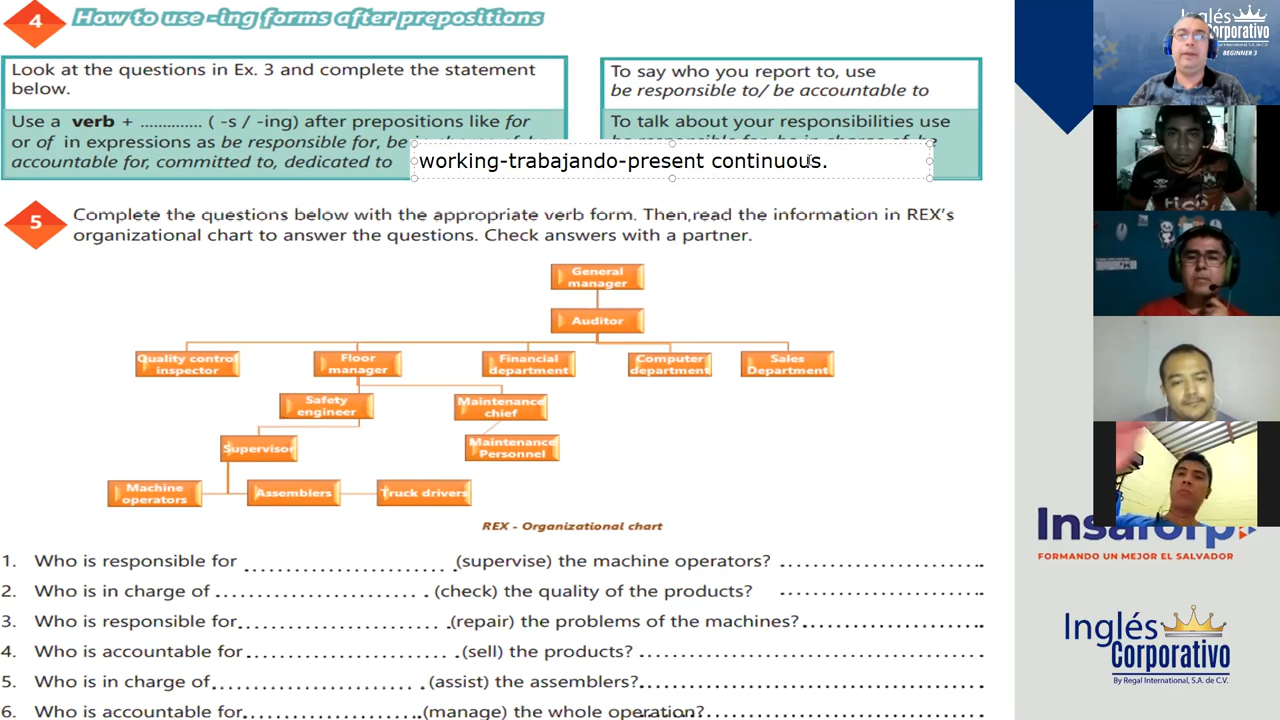 4 How to use -ing forms after prepositions
Look at the questions in Ex. 3 and complete the statement
below.
Use a verb + .............. ( -s / -ing) after prepositions like for
or of in expressions as be responsible for, be
accountable for, committed to, dedicated to
To say who you report to, use
be responsible to/ be accountable to
To talk about your responsibilities use
working-trabajando-present continuous.
5 Complete the questions below with the appropriate verb form. Then,read the information in REX's
organizational chart to answer the questions. Check answers with a partner.
General
manager
Auditor
Quality control
inspector
Floor
manager
Financial
department
Computer
department
Sales
Department
Safety
engineer
Maintenance
chief
Supervisor
Maintenance
Personnel
Machine
operators
Assemblers
Truck drivers
REX - Organizational chart
1. Who is responsible for ........................ (supervise) the machine operators? ........................
2. Who is in charge of ........................ (check) the quality of the products? ........................
3. Who is responsible for ........................ (repair) the problems of the machines? ........................
4. Who is accountable for ........................ (sell) the products? ........................
5. Who is in charge of ........................ (assist) the assemblers? ........................
6. Who is accountable for ........................ (manage) the whole operation? ........................
Inglés
Corporativo
BEGINNER 3
Insaforp
FORMANDO UN MEJOR EL SALVADOR
Inglés
Corporativo
By Regal International, S.A. de C.V.